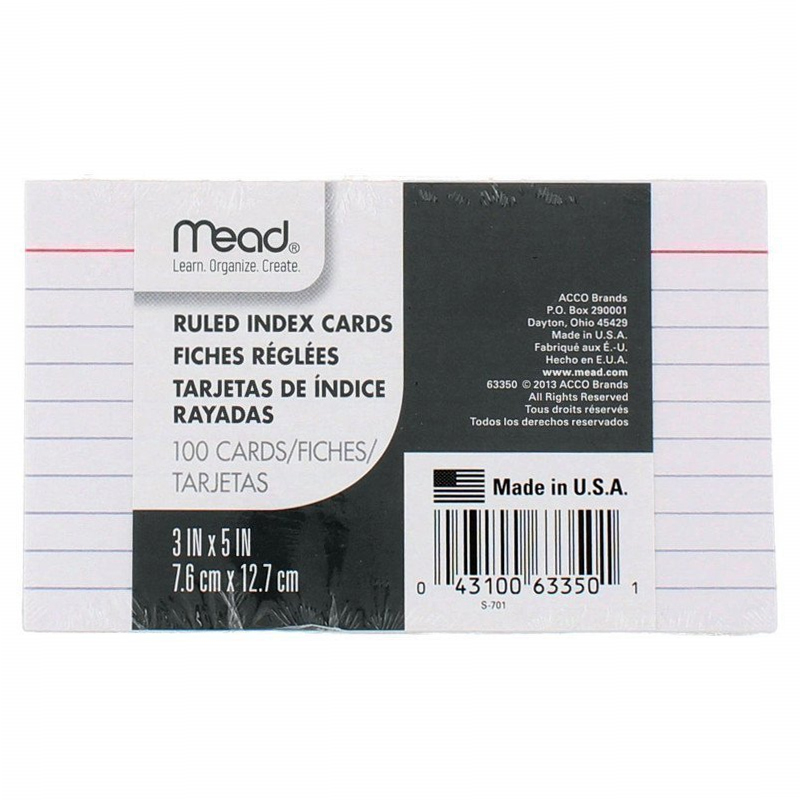 Mead®
Learn. Organize. Create.
RULED INDEX CARDS
FICHES RÉGLÉES
TARJETAS DE ÍNDICE
RAYADAS
100 CARDS/FICHES/
TARJETAS
3 IN x 5 IN
7.6 cm x 12.7 cm
ACCO Brands
P.O. Box 290001
Dayton, Ohio 45429
Made in U.S.A.
Fabriqué aux É.-U.
Hecho en E.U.A.
www.mead.com
63350 © 2013 ACCO Brands
All Rights Reserved
Tous droits réservés
Todos los derechos reservados
Made in U.S.A.
0 43100 63350 1
S-701